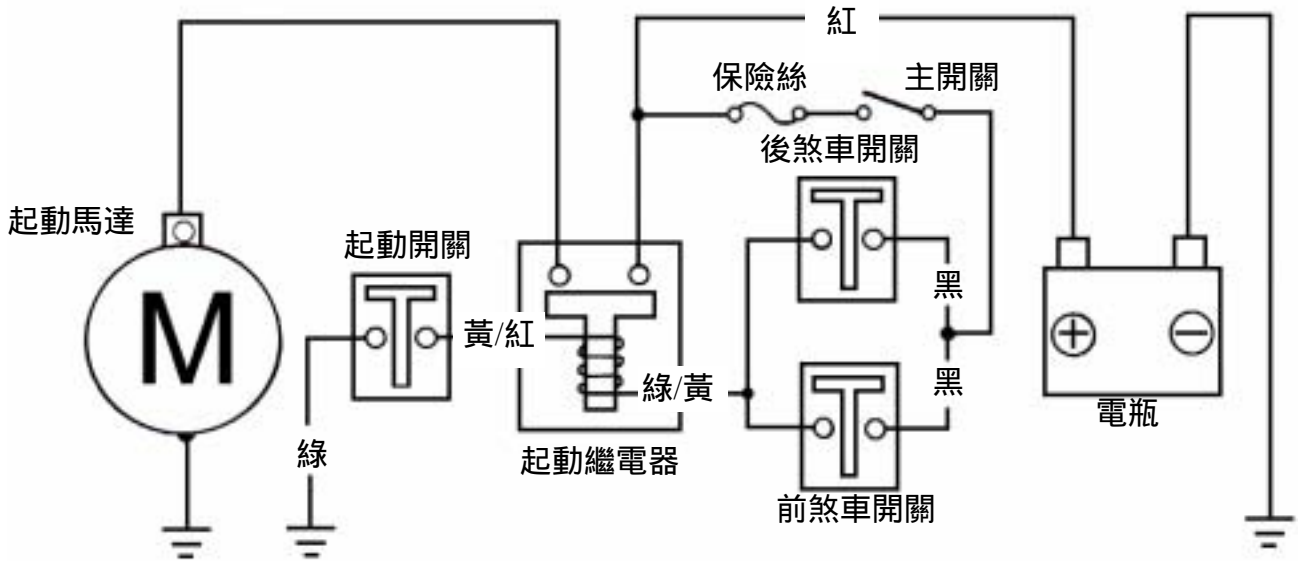 紅
保險絲
主開關
後煞車開關
起動馬達
起動開關
M
黑
黃/紅
綠/黃
黑
電瓶
綠
起動繼電器
前煞車開關